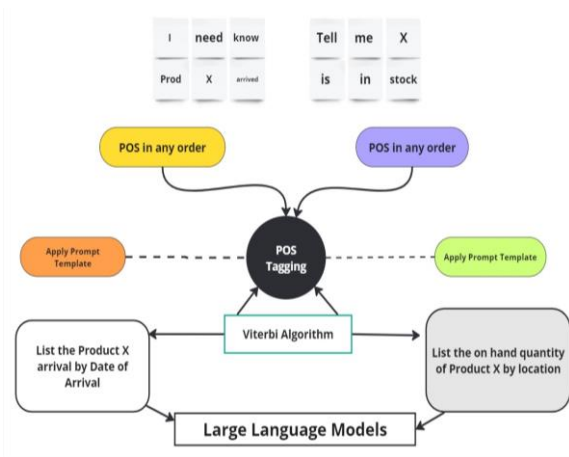 I need know
Prod X arrived
Tell me X
is in stock
POS in any order
POS in any order
POS
Tagging
Apply Prompt
Template
Apply Prompt Template
Viterbi Algorithm
List the Product X
arrival by Date of
Arrival
List the on hand quantity
of Product X by location
Large Language Models